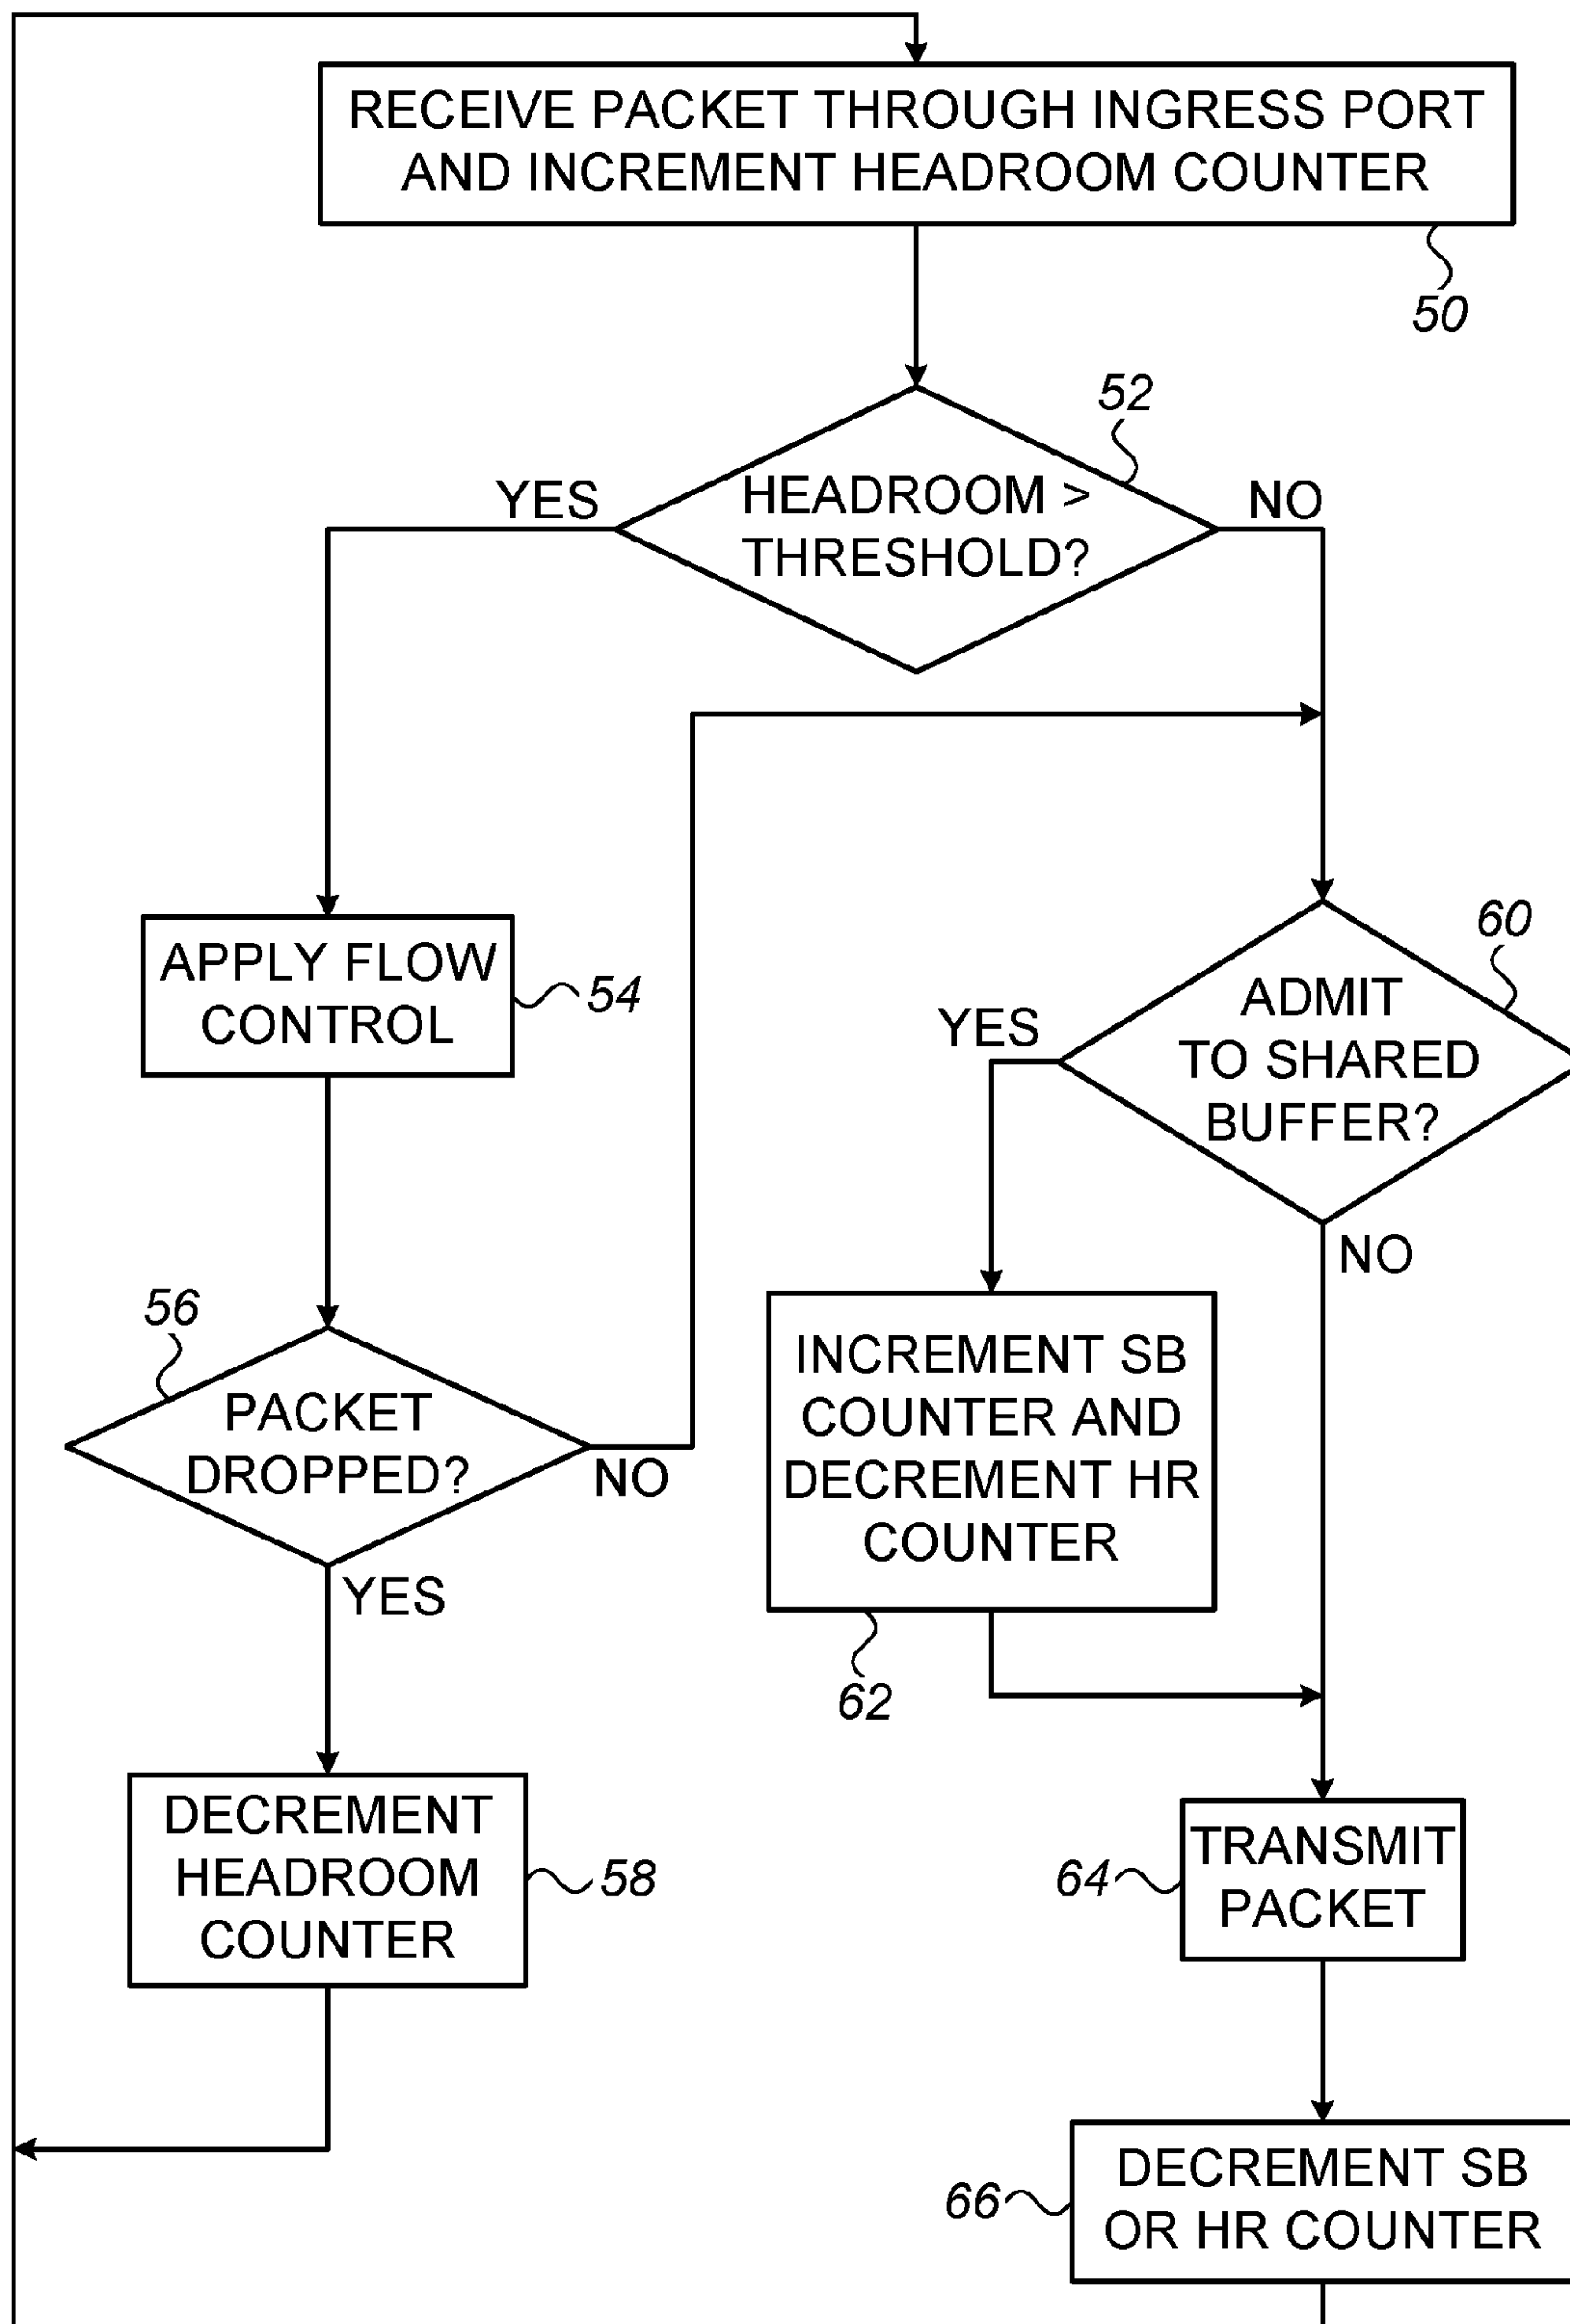 RECEIVE PACKET THROUGH INGRESS PORT
AND INCREMENT HEADROOM COUNTER
50
52
YES
HEADROOM >
THRESHOLD?
NO
APPLY FLOW
CONTROL
54
60
YES
ADMIT
TO SHARED
BUFFER?
NO
56
PACKET
DROPPED?
NO
YES
INCREMENT SB
COUNTER AND
DECREMENT HR
COUNTER
62
DECREMENT
HEADROOM
COUNTER
58
64
TRANSMIT
PACKET
66
DECREMENT SB
OR HR COUNTER